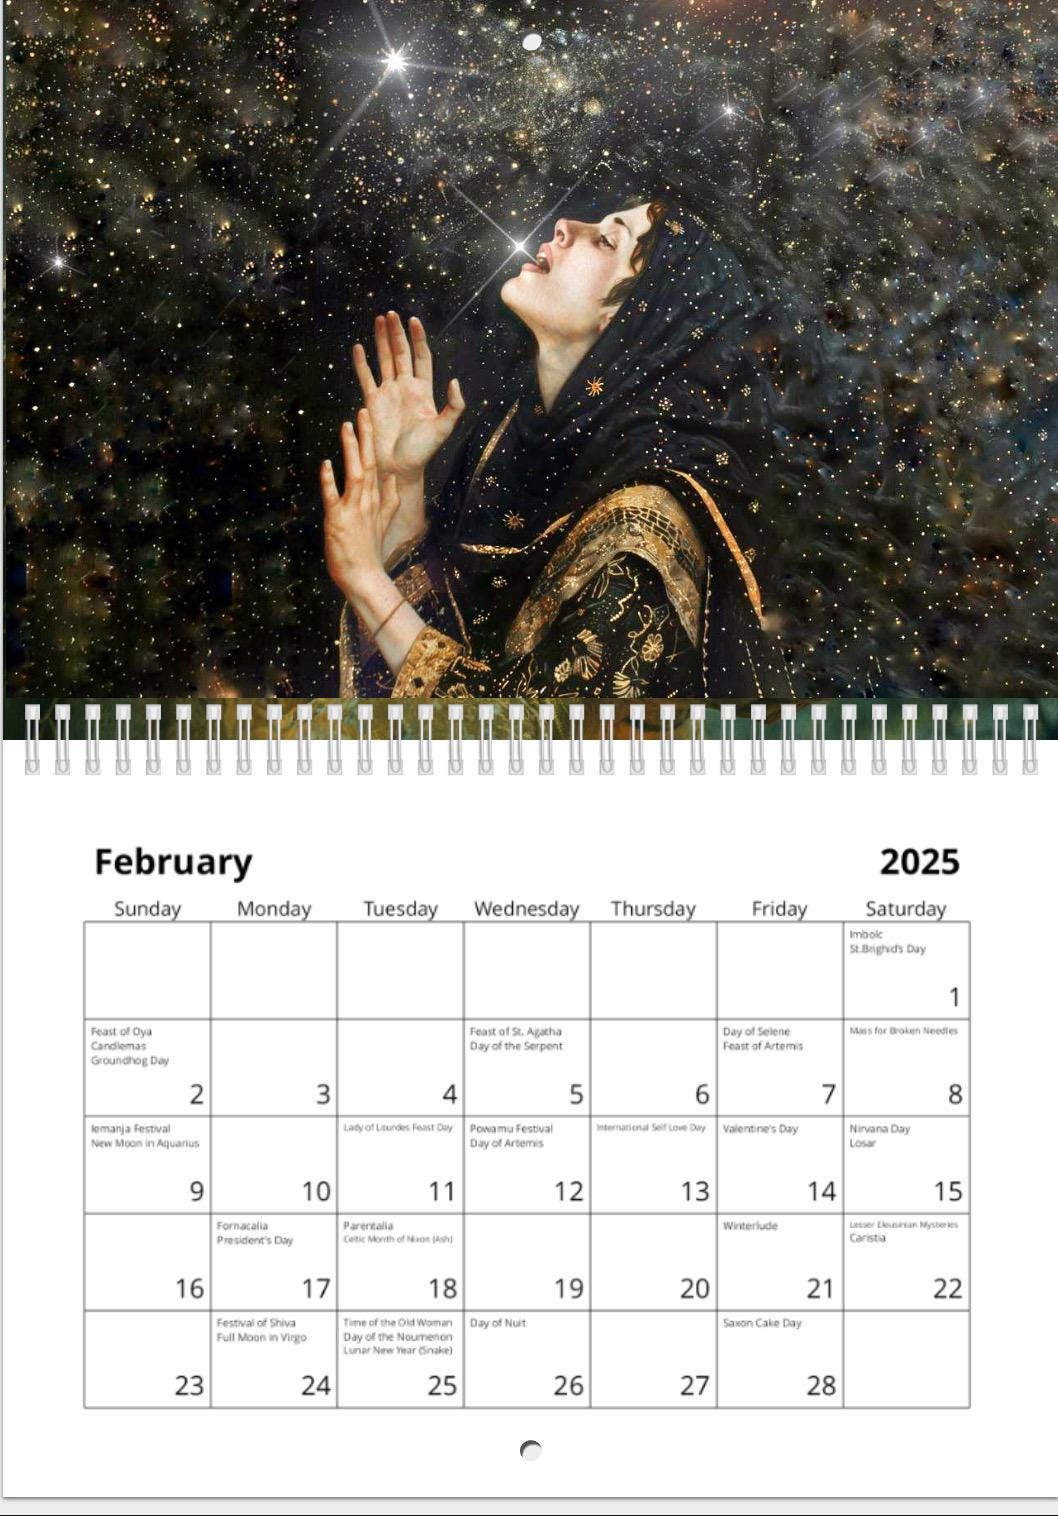 February 2025
Sunday Monday Tuesday Wednesday Thursday Friday Saturday
Imbolc
St.Brighid's Day
1
Feast of Oya
Candlemas
Groundhog Day
2
3
4
Feast of St. Agatha
Day of the Serpent
5
6
Day of Selene
Feast of Artemis
7
Mass for Broken Needles
8
Iemanja Festival
New Moon in Aquarius
9
10
Lady of Lourdes Feast Day
11
Powamu Festival
Day of Artemis
12
International Self Love Day
13
Valentine's Day
14
Nirvana Day
Losar
15
16
Fornacalia
President's Day
17
Parentalia
Celtic Month of Nixon (Ash)
18
19
20
Winterlude
21
Lesser Eleusinian Mysteries
Caristia
22
23
Festival of Shiva
Full Moon in Virgo
24
Time of the Old Woman
Day of the Noumenon
Lunar New Year (Snake)
25
Day of Nuit
26
27
Saxon Cake Day
28